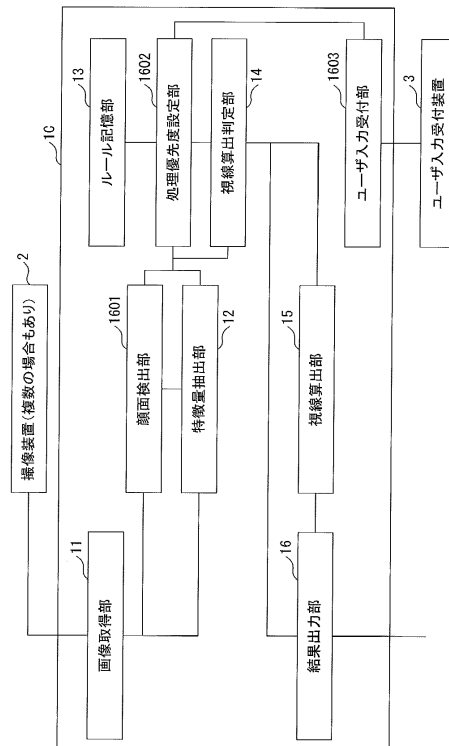 撮像装置(複数の場合もあり)
2
1C
画像取得部
11
顔面検出部
1601
特徴量抽出部
12
ルール記憶部
13
処理優先度設定部
1602
視線算出判定部
14
結果出力部
16
視線算出部
15
ユーザ入力受付部
1603
ユーザ入力受付装置
3